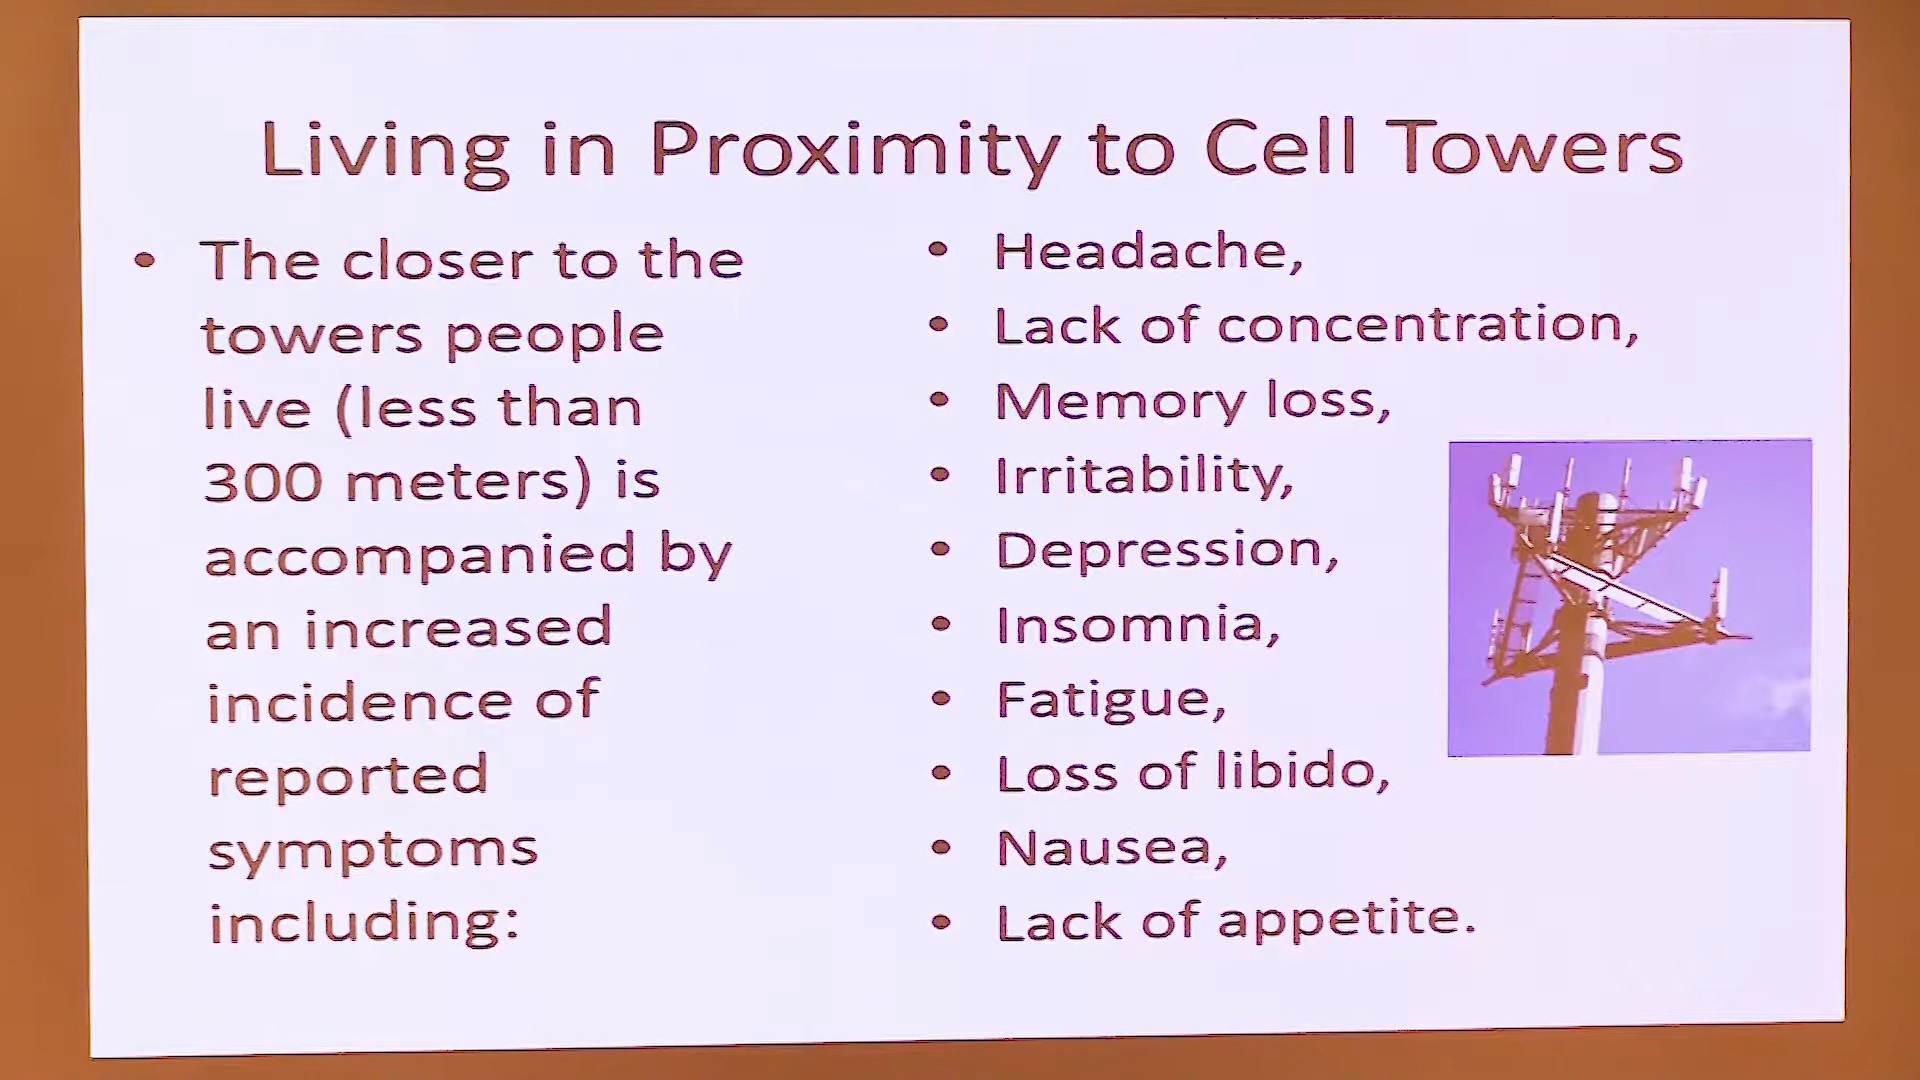 Living in Proximity to Cell Towers
• The closer to the
towers people
live (less than
300 meters) is
accompanied by
an increased
incidence of
reported
symptoms
including:
• Headache,
• Lack of concentration,
• Memory loss,
• Irritability,
• Depression,
• Insomnia,
• Fatigue,
• Loss of libido,
• Nausea,
• Lack of appetite.